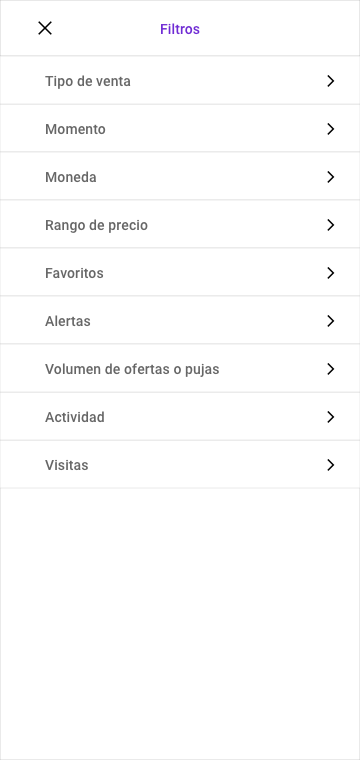 Filtros
Tipo de venta
Momento
Moneda
Rango de precio
Favoritos
Alertas
Volumen de ofertas o pujas
Actividad
Visitas